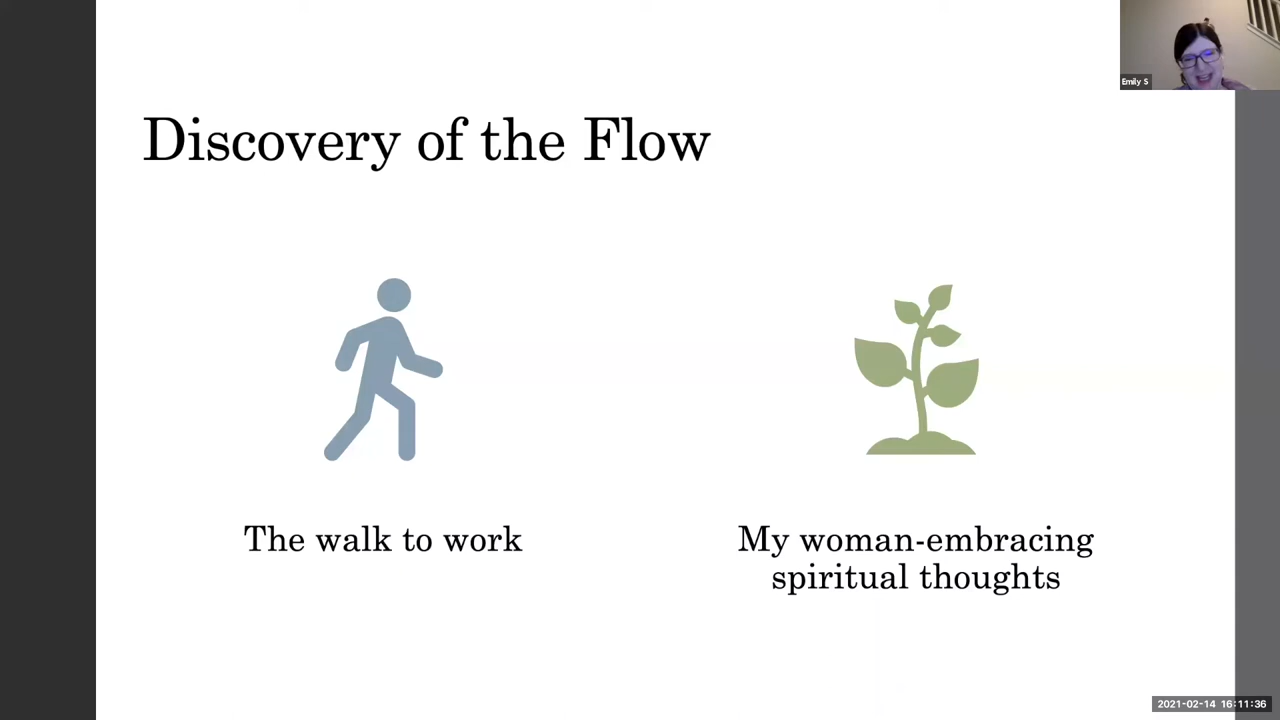 Emily S
Discovery of the Flow
The walk to work
My woman-embracing
spiritual thoughts
2021-02-14 16:11:36